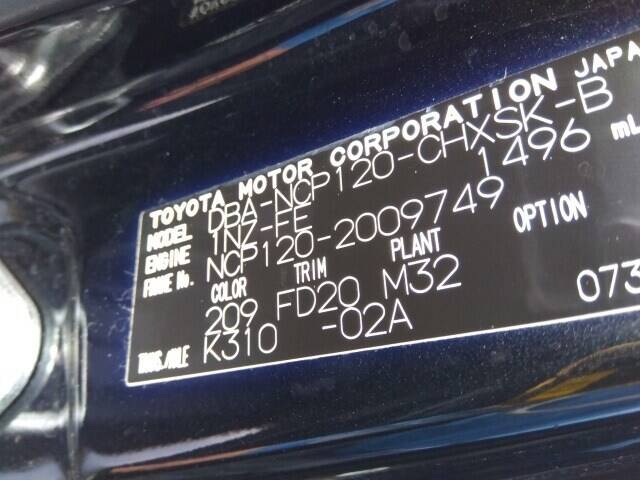 TOYOTA MOTOR CORPORATION JAPA
MODEL DBA-NCP120-CHXSK-B
ENGINE 1NZ-FE 1496 mL
FRAME No. NCP120-2009749
COLOR TRIM PLANT OPTION
209 FD20 M32 073
TRANS./AXLE K310 -02A